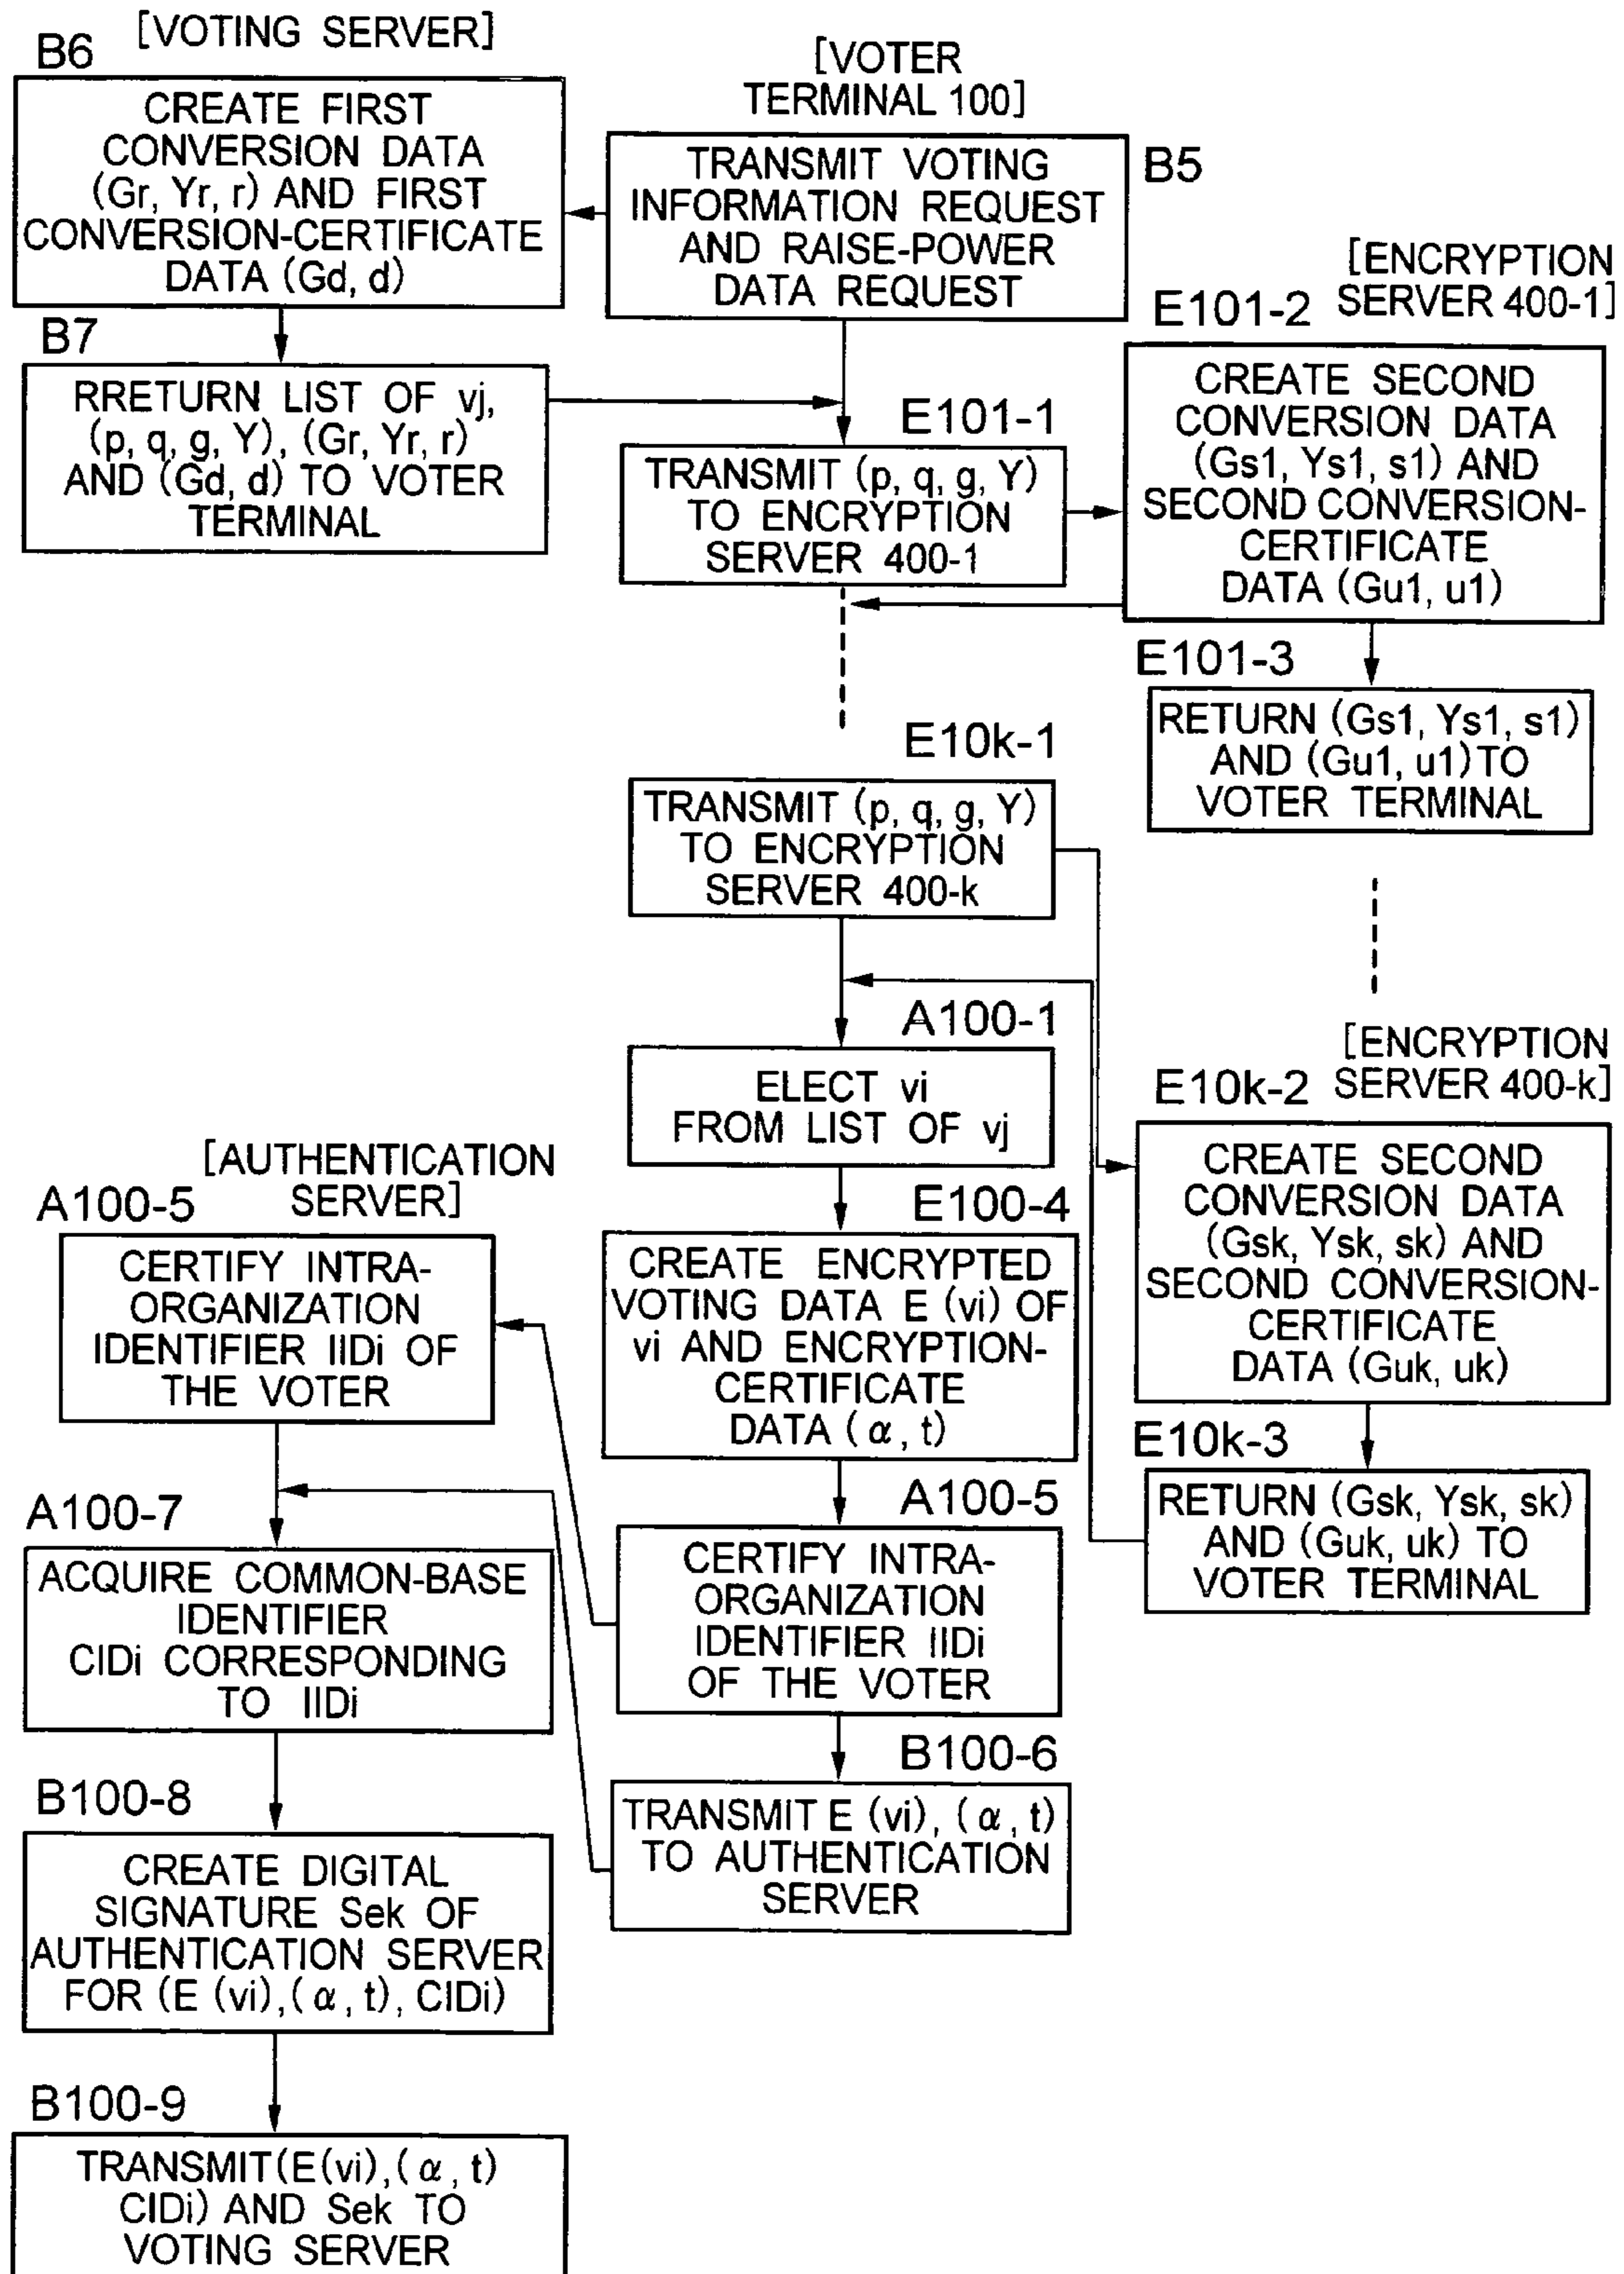 [VOTING SERVER]
B6
CREATE FIRST
CONVERSION DATA
(Gr, Yr, r) AND FIRST
CONVERSION-CERTIFICATE
DATA (Gd, d)
[VOTER
TERMINAL 100]
TRANSMIT VOTING
INFORMATION REQUEST
AND RAISE-POWER
DATA REQUEST
B5
B7
RRETURN LIST OF vj,
(p, q, g, Y), (Gr, Yr, r)
AND (Gd, d) TO VOTER
TERMINAL
E101-1
TRANSMIT (p, q, g, Y)
TO ENCRYPTION
SERVER 400-1
[ENCRYPTION
SERVER 400-1]
E101-2
CREATE SECOND
CONVERSION DATA
(Gs1, Ys1, s1) AND
SECOND CONVERSION-
CERTIFICATE
DATA (Gu1, u1)
E101-3
RETURN (Gs1, Ys1, s1)
AND (Gu1, u1) TO
VOTER TERMINAL
E10k-1
TRANSMIT (p, q, g, Y)
TO ENCRYPTION
SERVER 400-k
A100-1
ELECT vi
FROM LIST OF vj
[ENCRYPTION
SERVER 400-k]
E10k-2
CREATE SECOND
CONVERSION DATA
(Gsk, Ysk, sk) AND
SECOND CONVERSION-
CERTIFICATE
DATA (Guk, uk)
E10k-3
RETURN (Gsk, Ysk, sk)
AND (Guk, uk) TO
VOTER TERMINAL
E100-4
CREATE ENCRYPTED
VOTING DATA E (vi) OF
vi AND ENCRYPTION-
CERTIFICATE
DATA (α, t)
[AUTHENTICATION
SERVER]
A100-5
CERTIFY INTRA-
ORGANIZATION
IDENTIFIER IIDi OF
THE VOTER
A100-5
CERTIFY INTRA-
ORGANIZATION
IDENTIFIER IIDi
OF THE VOTER
A100-7
ACQUIRE COMMON-BASE
IDENTIFIER
CIDi CORRESPONDING
TO IIDi
B100-6
TRANSMIT E (vi), (α, t)
TO AUTHENTICATION
SERVER
B100-8
CREATE DIGITAL
SIGNATURE Sek OF
AUTHENTICATION SERVER
FOR (E (vi), (α, t), CIDi)
B100-9
TRANSMIT(E(vi), (α, t)
CIDi) AND Sek TO
VOTING SERVER